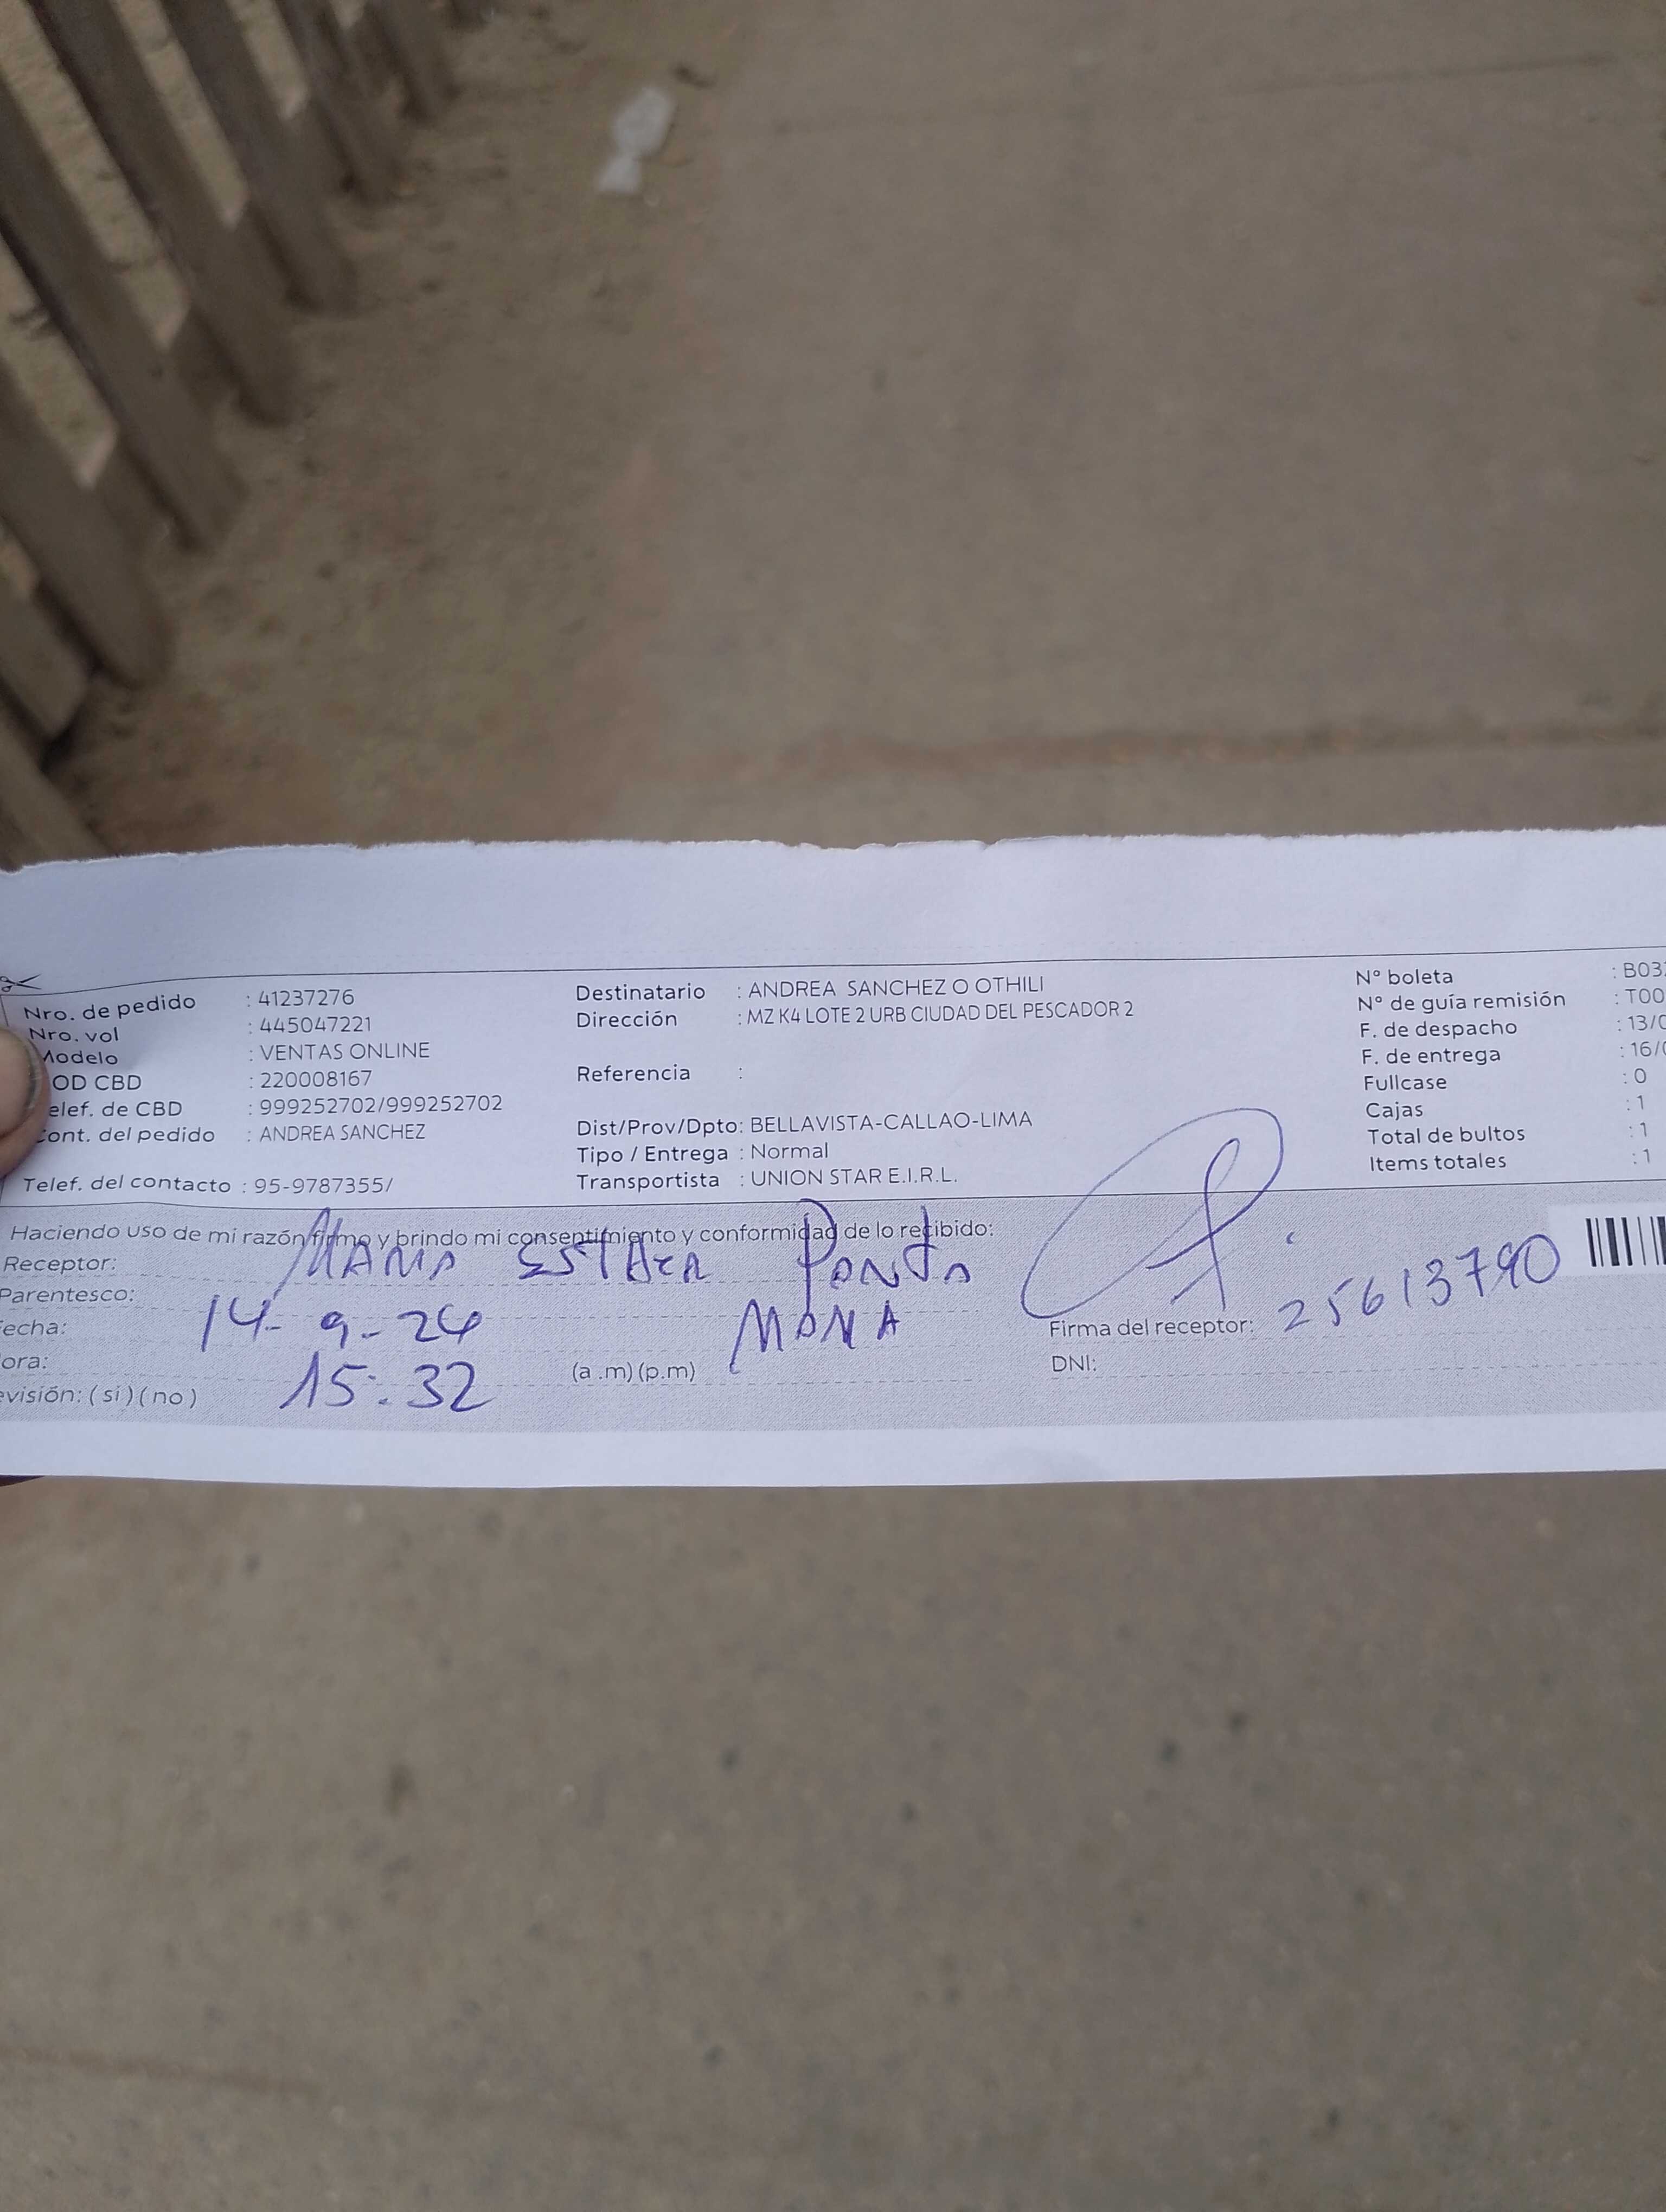 Nro. de pedido : 41237276
Nro. vol : 445047221
Modelo : VENTAS ONLINE
OD CBD : 220008167
elef. de CBD : 999252702/999252702
ont. del pedido : ANDREA SANCHEZ
Telef. del contacto : 95-9787355/
Destinatario : ANDREA SANCHEZ O OTHILI
Dirección : MZ K4 LOTE 2 URB CIUDAD DEL PESCADOR 2
Referencia :
Dist/Prov/Dpto: BELLAVISTA-CALLAO-LIMA
Tipo / Entrega : Normal
Transportista : UNION STAR E.I.R.L.
N° boleta : B03
N° de guía remisión : T00
F. de despacho : 13/0
F. de entrega : 16/0
Fullcase : 0
Cajas : 1
Total de bultos : 1
Items totales : 1
Haciendo uso de mi razón firmo y brindo mi consentimiento y conformidad de lo recibido:
Receptor: MARIA ESTHER
Parentesco:
echa: 14-9-24
ora: 15:32 (a.m) (p.m)
evisión: (si) (no)
Firma del receptor: 25613790
DNI: